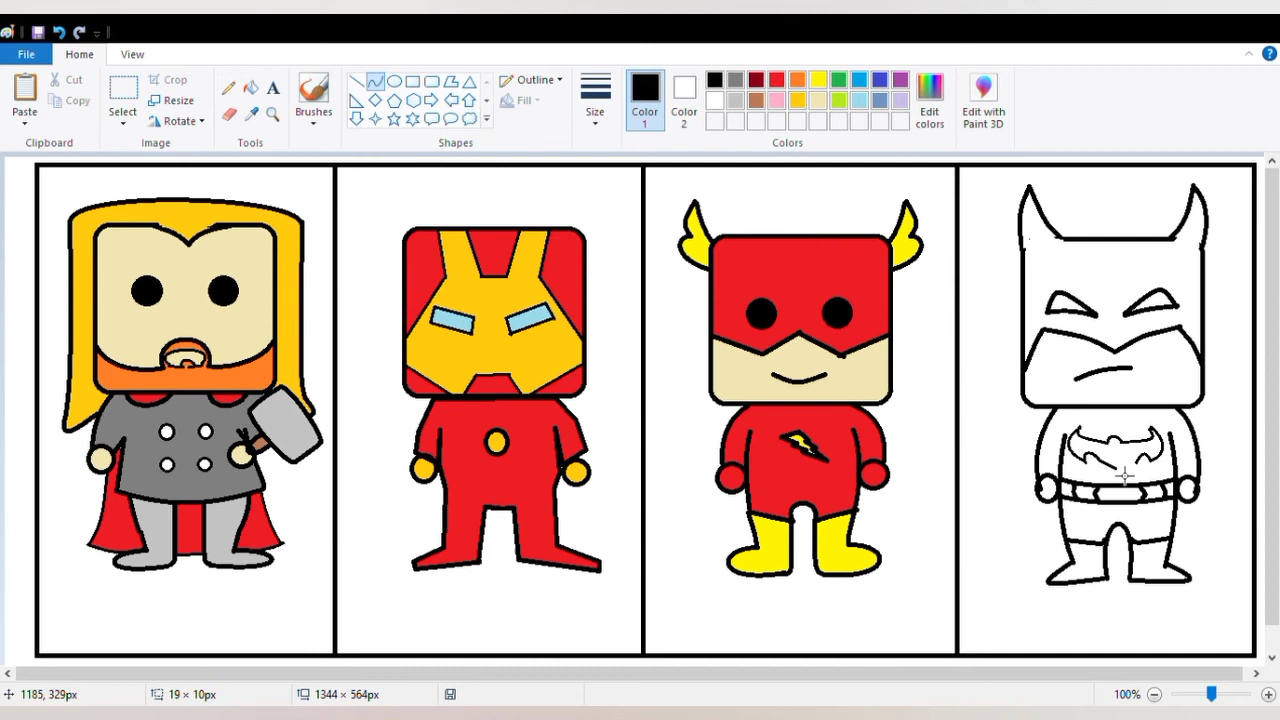 File Home View
Cut
Copy
Paste
Clipboard
Crop
Resize
Rotate
Select
Image
A
Tools
Brushes
Outline
Fill
Shapes
Size
Color
1
Color
2
Edit
colors
Colors
Edit with
Paint 3D
1185, 329px 19 × 10px 1344 × 564px 100%